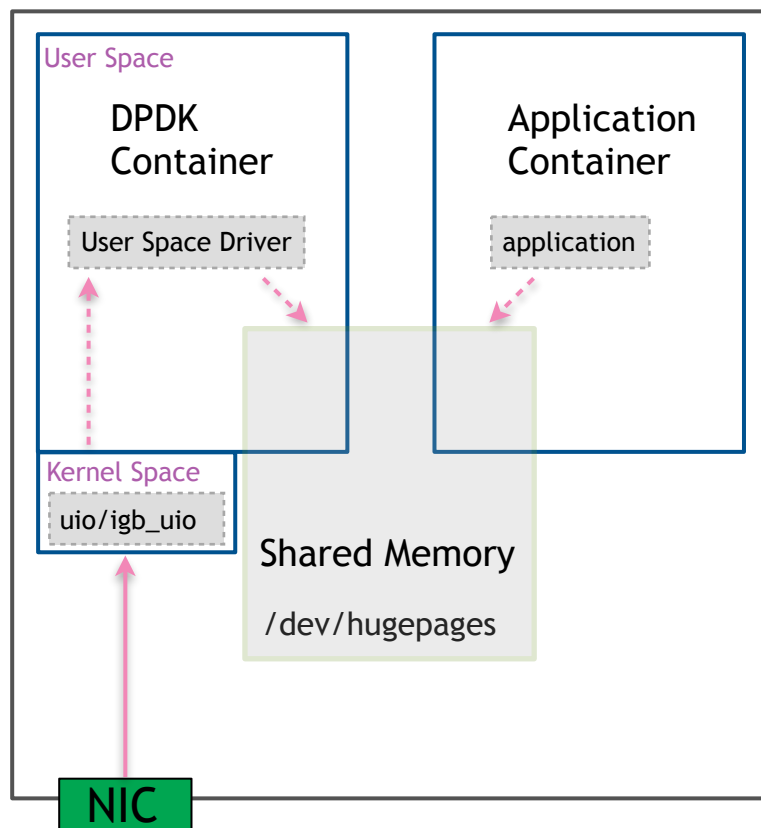 User Space
DPDK
Container
User Space Driver
Application
Container
application
Kernel Space
uio/igb_uio
Shared Memory
/dev/hugepages
NIC